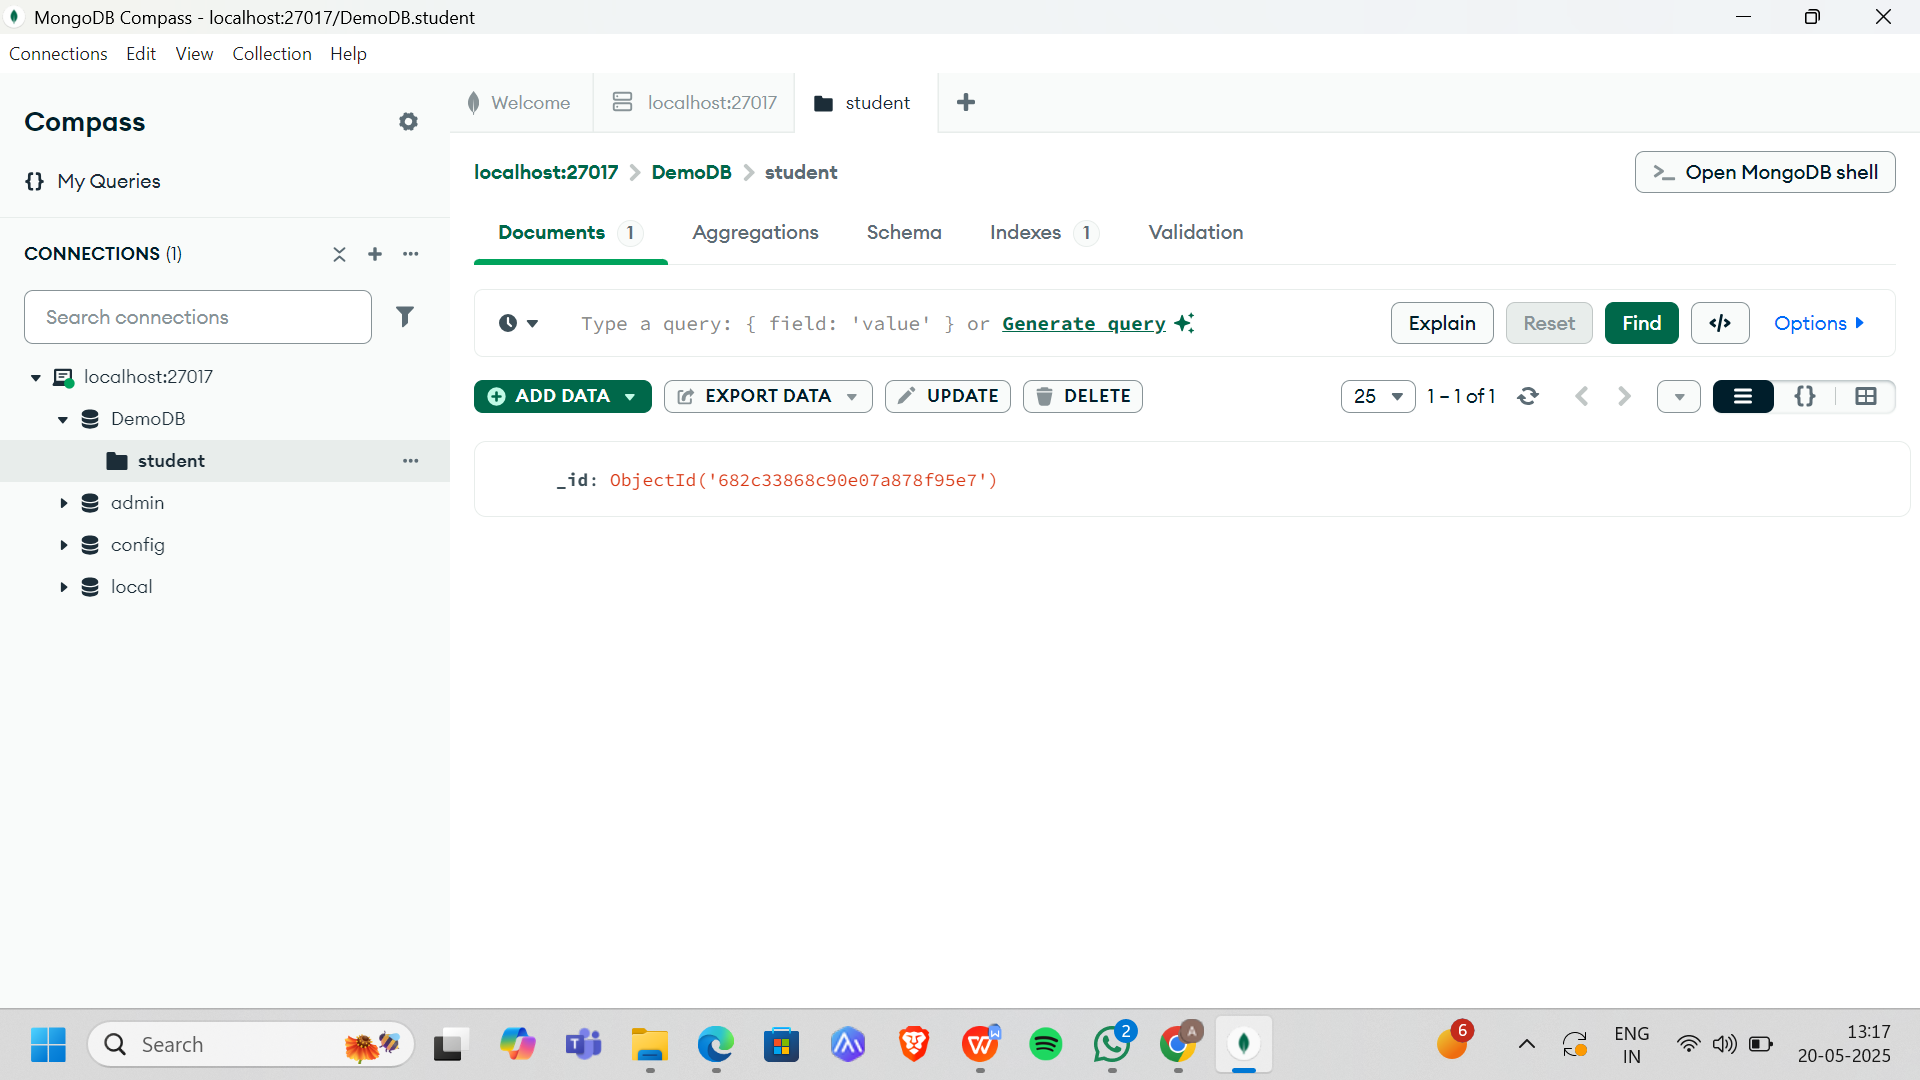 MongoDB Compass - localhost:27017/DemoDB.student
Connections Edit View Collection Help
Compass
{} My Queries
CONNECTIONS (1)
Search connections
localhost:27017
DemoDB
student
admin
config
local
Welcome
localhost:27017
student
localhost:27017 > DemoDB > student
>_ Open MongoDB shell
Documents 1
Aggregations
Schema
Indexes 1
Validation
Type a query: { field: 'value' } or Generate query
Explain
Reset
Find
</>
Options
ADD DATA
EXPORT DATA
UPDATE
DELETE
25
1 – 1 of 1
{}
_id: ObjectId('682c33868c90e07a878f95e7')
Search
2
A
6
ENG
IN
13:17
20-05-2025